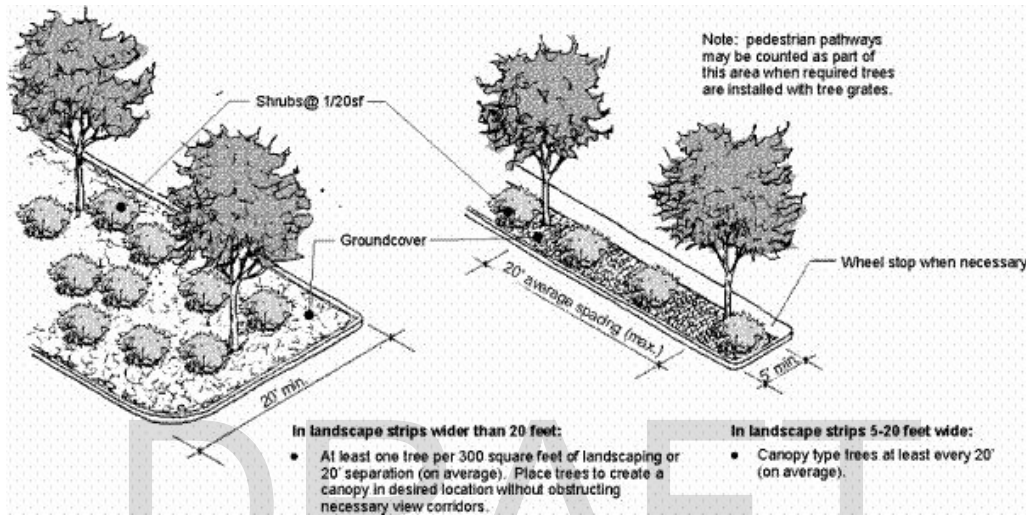 Note: pedestrian pathways
may be counted as part of
this area when required trees
are installed with tree grates.
Shrubs@ 1/20sf
Groundcover
Wheel stop when necessary
20' average spacing (max.)
20' min.
5' min.
In landscape strips wider than 20 feet:
• At least one tree per 300 square feet of landscaping or
20' separation (on average). Place trees to create a
canopy in desired location without obstructing
necessary view corridors.
In landscape strips 5-20 feet wide:
• Canopy type trees at least every 20'
(on average).
DRAFT